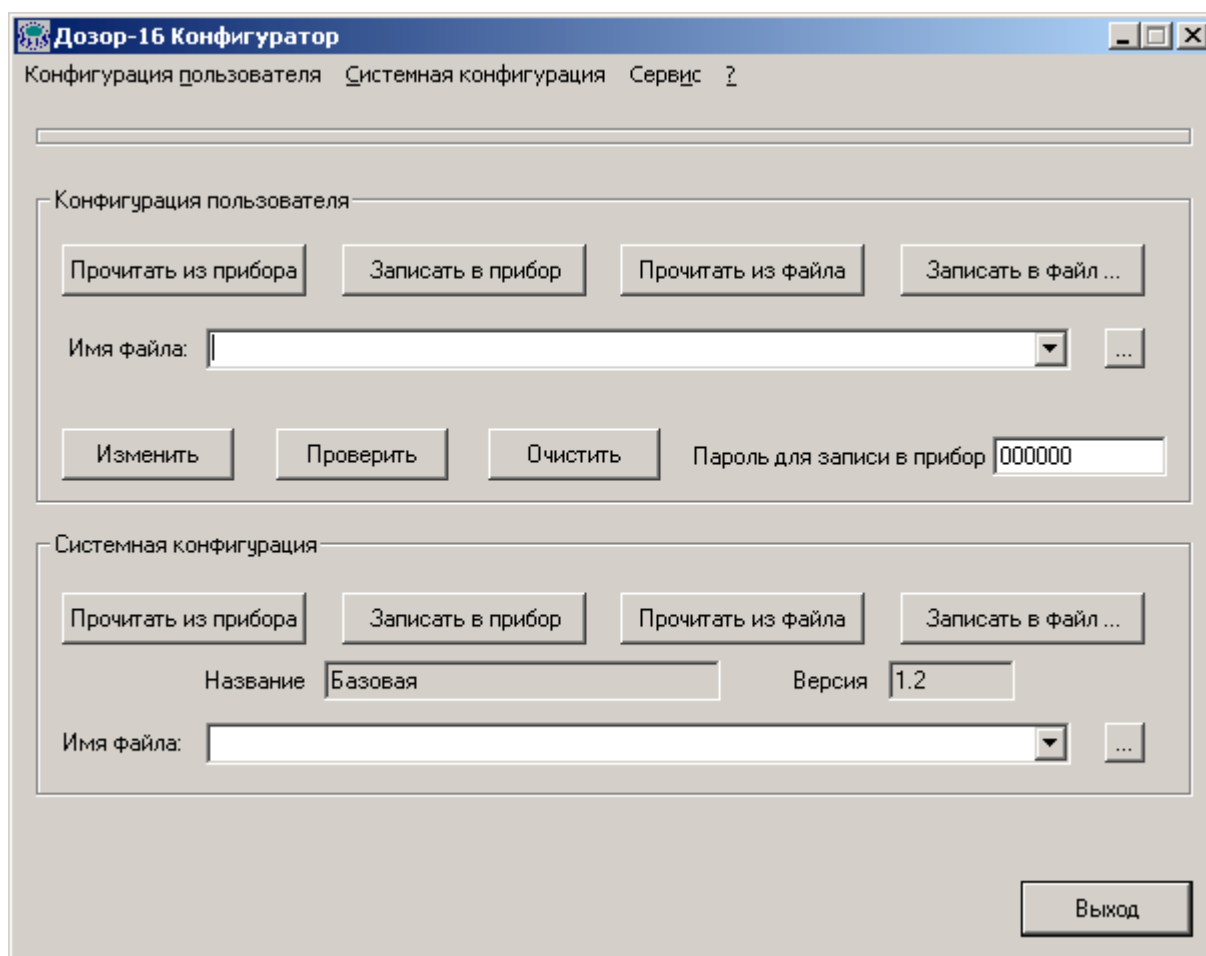 Дозор-16 Конфигуратор
Конфигурация пользователя Системная конфигурация Сервис ?
Конфигурация пользователя
Прочитать из прибора Записать в прибор Прочитать из файла Записать в файл ...
Имя файла: ...
Изменить Проверить Очистить Пароль для записи в прибор 000000
Системная конфигурация
Прочитать из прибора Записать в прибор Прочитать из файла Записать в файл ...
Название Базовая Версия 1.2
Имя файла: ...
Выход